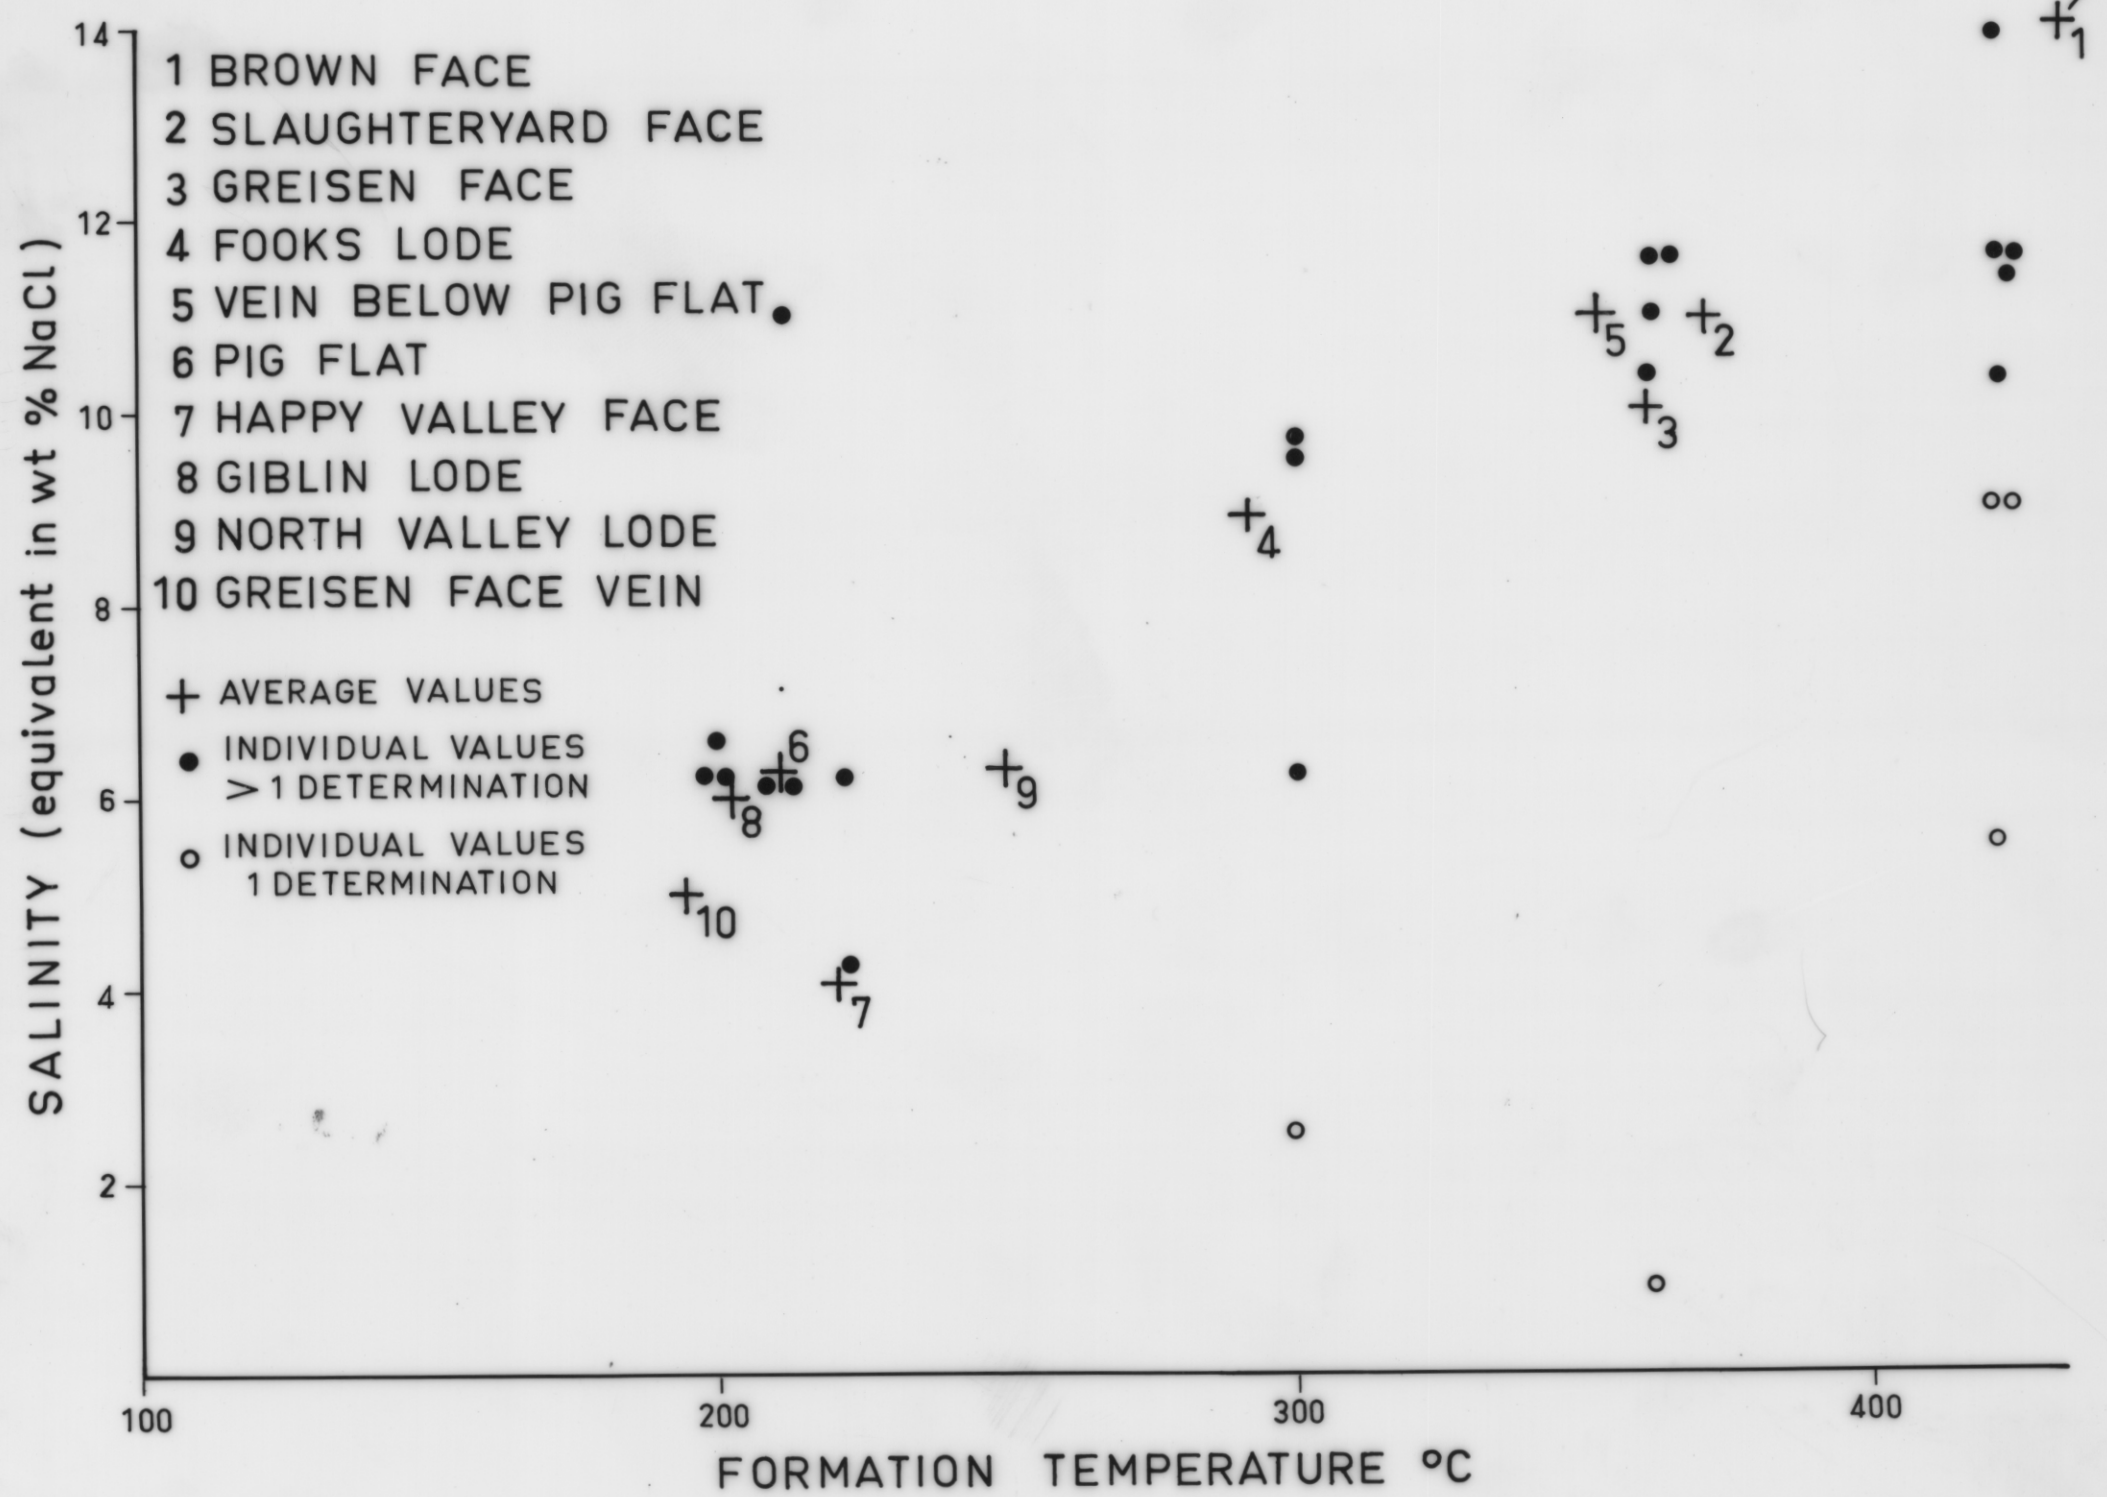 14
1 BROWN FACE
2 SLAUGHTERYARD FACE
3 GREISEN FACE
12
4 FOOKS LODE
5 VEIN BELOW PIG FLAT
6 PIG FLAT
10
7 HAPPY VALLEY FACE
8 GIBLIN LODE
9 NORTH VALLEY LODE
10 GREISEN FACE VEIN
8
+ AVERAGE VALUES
INDIVIDUAL VALUES
> 1 DETERMINATION
6
INDIVIDUAL VALUES
1 DETERMINATION
4
2
SALINITY (equivalent in wt % NaCl)
1
5
2
3
4
6
9
8
10
7
100
200
300
400
FORMATION TEMPERATURE °C